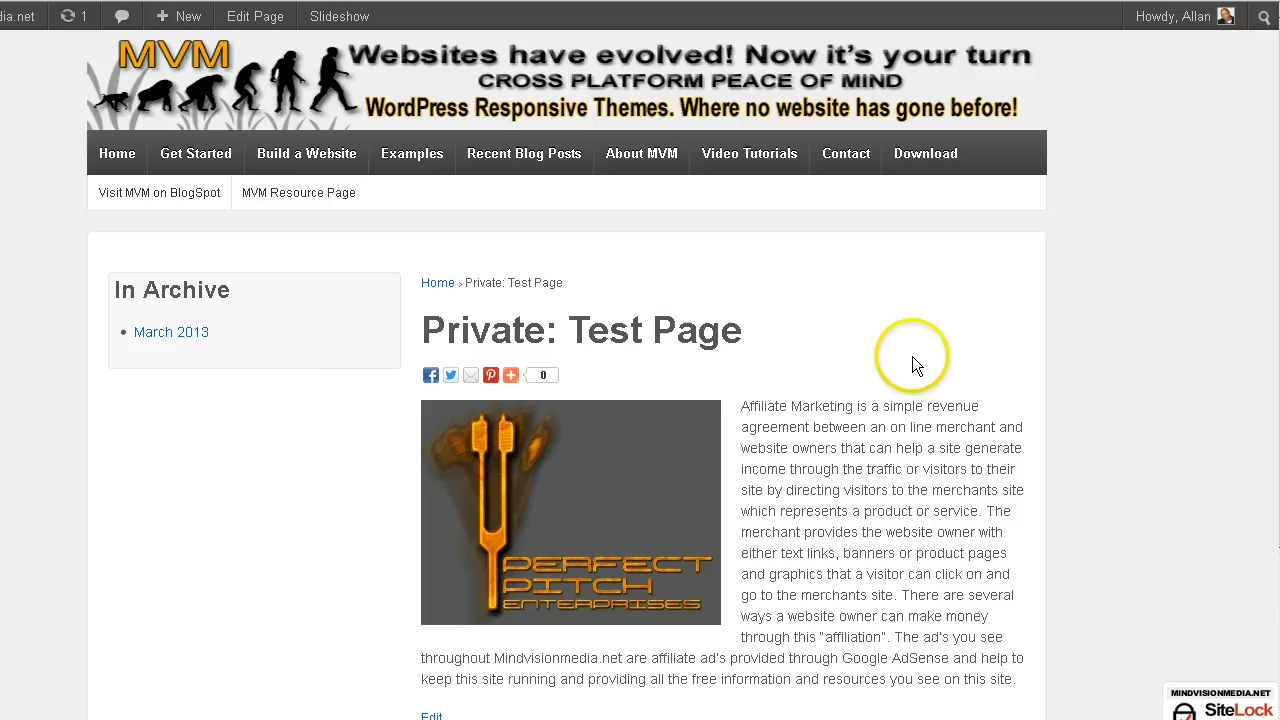 dia.net 1 New Edit Page Slideshow Howdy, Allan
MVM
Websites have evolved! Now it's your turn
CROSS PLATFORM PEACE OF MIND
WordPress Responsive Themes. Where no website has gone before!
Home Get Started Build a Website Examples Recent Blog Posts About MVM Video Tutorials Contact Download
Visit MVM on BlogSpot MVM Resource Page
In Archive
• March 2013
Home › Private: Test Page
Private: Test Page
0
PERFECT
PITCH
ENTERPRISES
Affiliate Marketing is a simple revenue
agreement between an on line merchant and
website owners that can help a site generate
income through the traffic or visitors to their
site by directing visitors to the merchants site
which represents a product or service. The
merchant provides the website owner with
either text links, banners or product pages
and graphics that a visitor can click on and
go to the merchants site. There are several
ways a website owner can make money
through this "affiliation". The ad's you see
throughout Mindvisionmedia.net are affiliate ad's provided through Google AdSense and help to
keep this site running and providing all the free information and resources you see on this site.
Edit
MINDVISIONMEDIA.NET
SiteLock